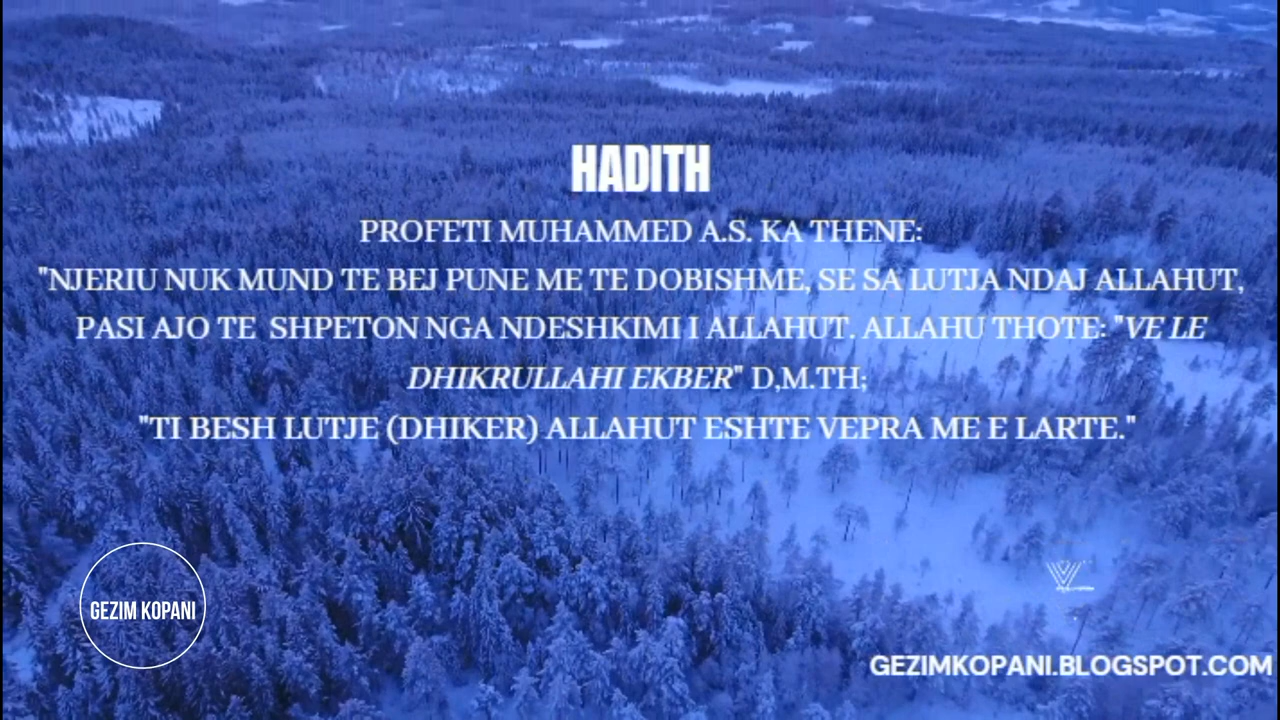 HADITH
PROFETI MUHAMMED A.S. KA THENE:
"NJERIU NUK MUND TE BEJ PUNE ME TE DOBISHME, SE SA LUTJA NDAJ ALLAHUT,
PASI AJO TE SHPETON NGA NDESHKIMI I ALLAHUT. ALLAHU THOTE: "VE LE
DHIKRULLAHI EKBER" D,M.TH;
"TI BESH LUTJE (DHIKER) ALLAHUT ESHTE VEPRA ME E LARTE."
GEZIM KOPANI
GEZIMKOPANI.BLOGSPOT.COM